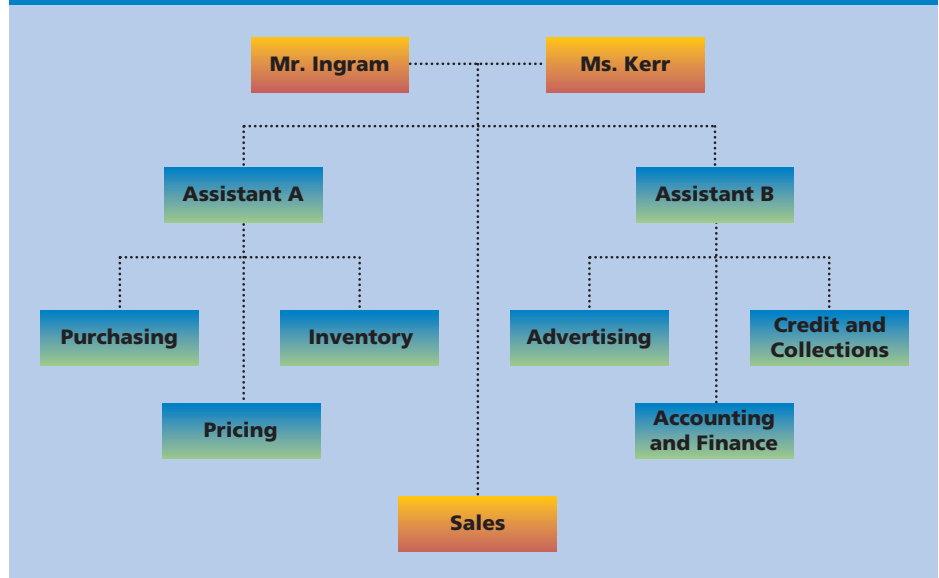 Mr. Ingram
Ms. Kerr
Assistant A
Assistant B
Purchasing
Inventory
Advertising
Credit and
Collections
Pricing
Accounting
and Finance
Sales